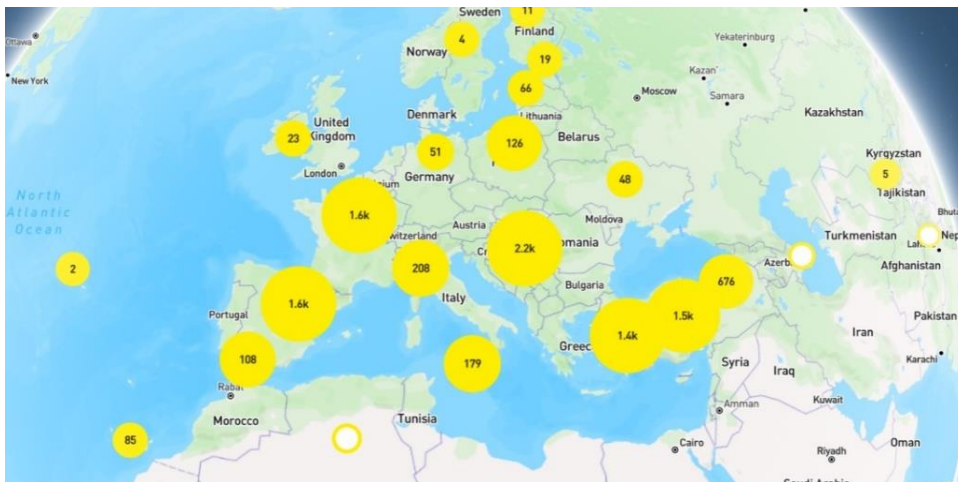 Sweden
11
Finland
4
Norway
19
Ottawa
New York
Yekaterinburg
Kazan'
Samara
Moscow
66
Lithuania
Denmark
Kazakhstan
United
Kingdom
23
126
Belarus
51
London
Germany
48
Kyrgyzstan
5
Tajikistan
North
Atlantic
Ocean
1.6k
Austria
Moldova
2.2k
Turkmenistan
2
208
676
Afghanistan
Bulgaria
Italy
1.6k
Portugal
1.5k
1.4k
Iran
Pakistan
108
179
Syria
Iraq
Karachi
Kuwait
Amman
Morocco
Tunisia
85
Cairo
Riyadh
Oman